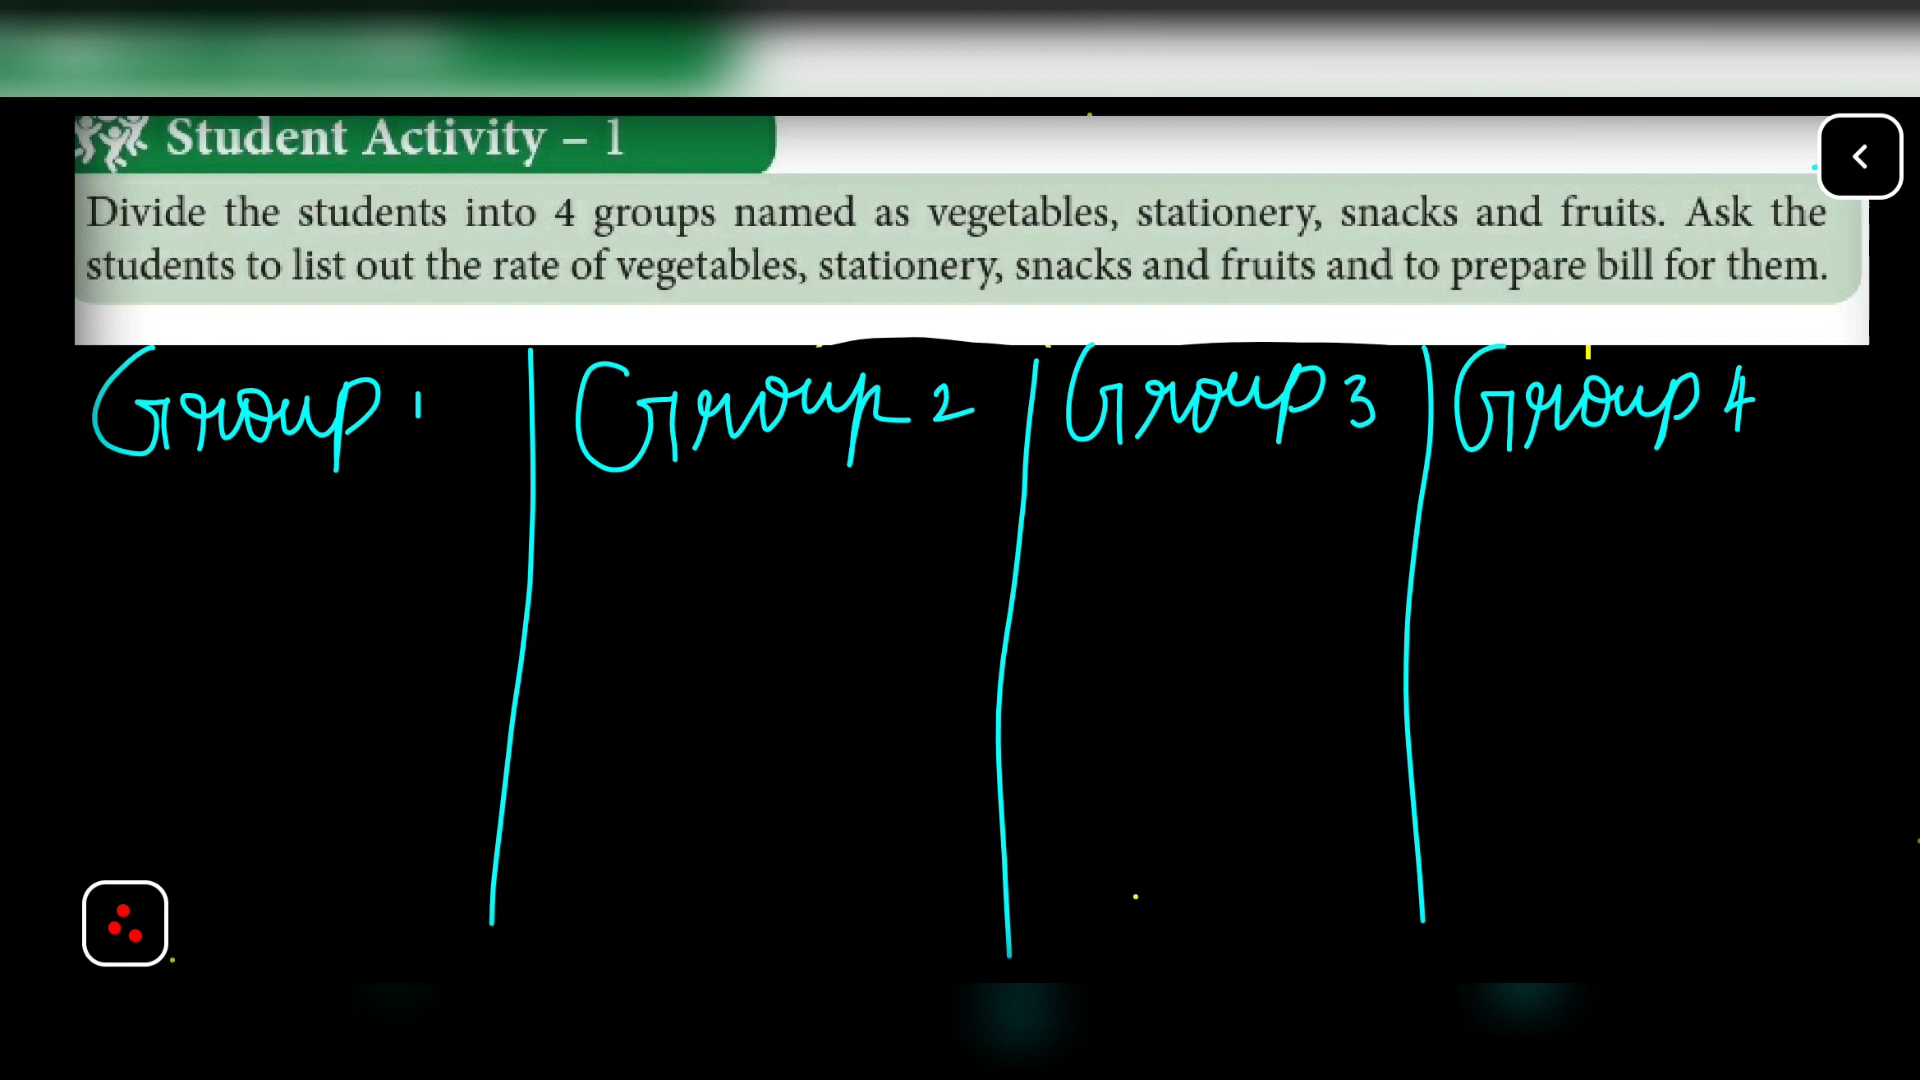 Student Activity – 1
Divide the students into 4 groups named as vegetables, stationery, snacks and fruits. Ask the
students to list out the rate of vegetables, stationery, snacks and fruits and to prepare bill for them.
Group 1 Group 2 Group 3 Group 4